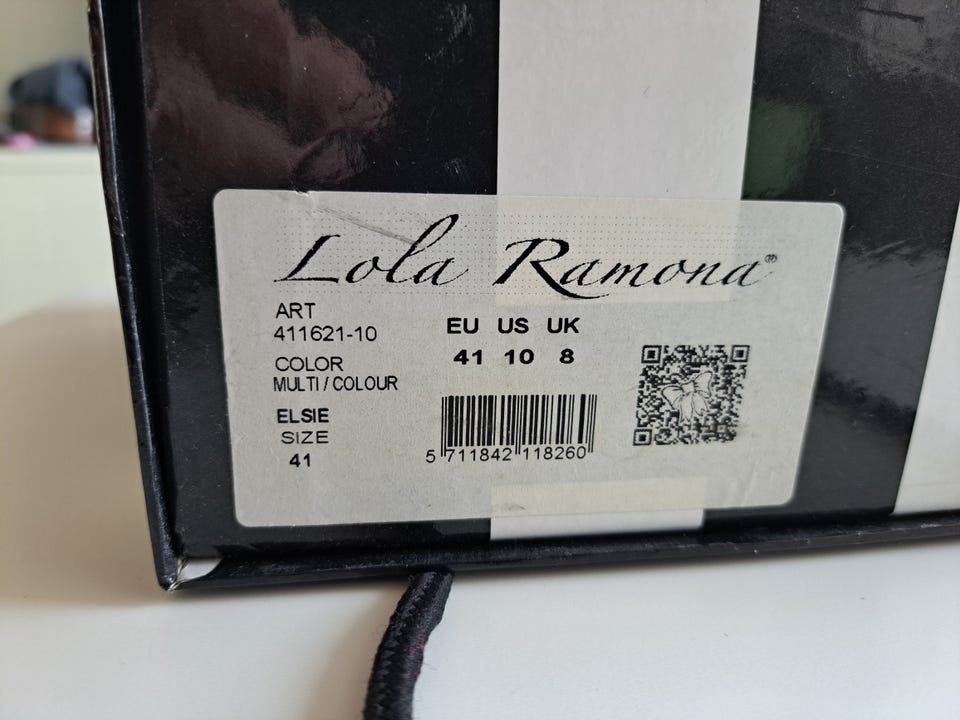 Lola Ramona®
ART
411621-10
COLOR
MULTI / COLOUR
ELSIE
SIZE
41
EU US UK
41 10 8
5 711842 118260